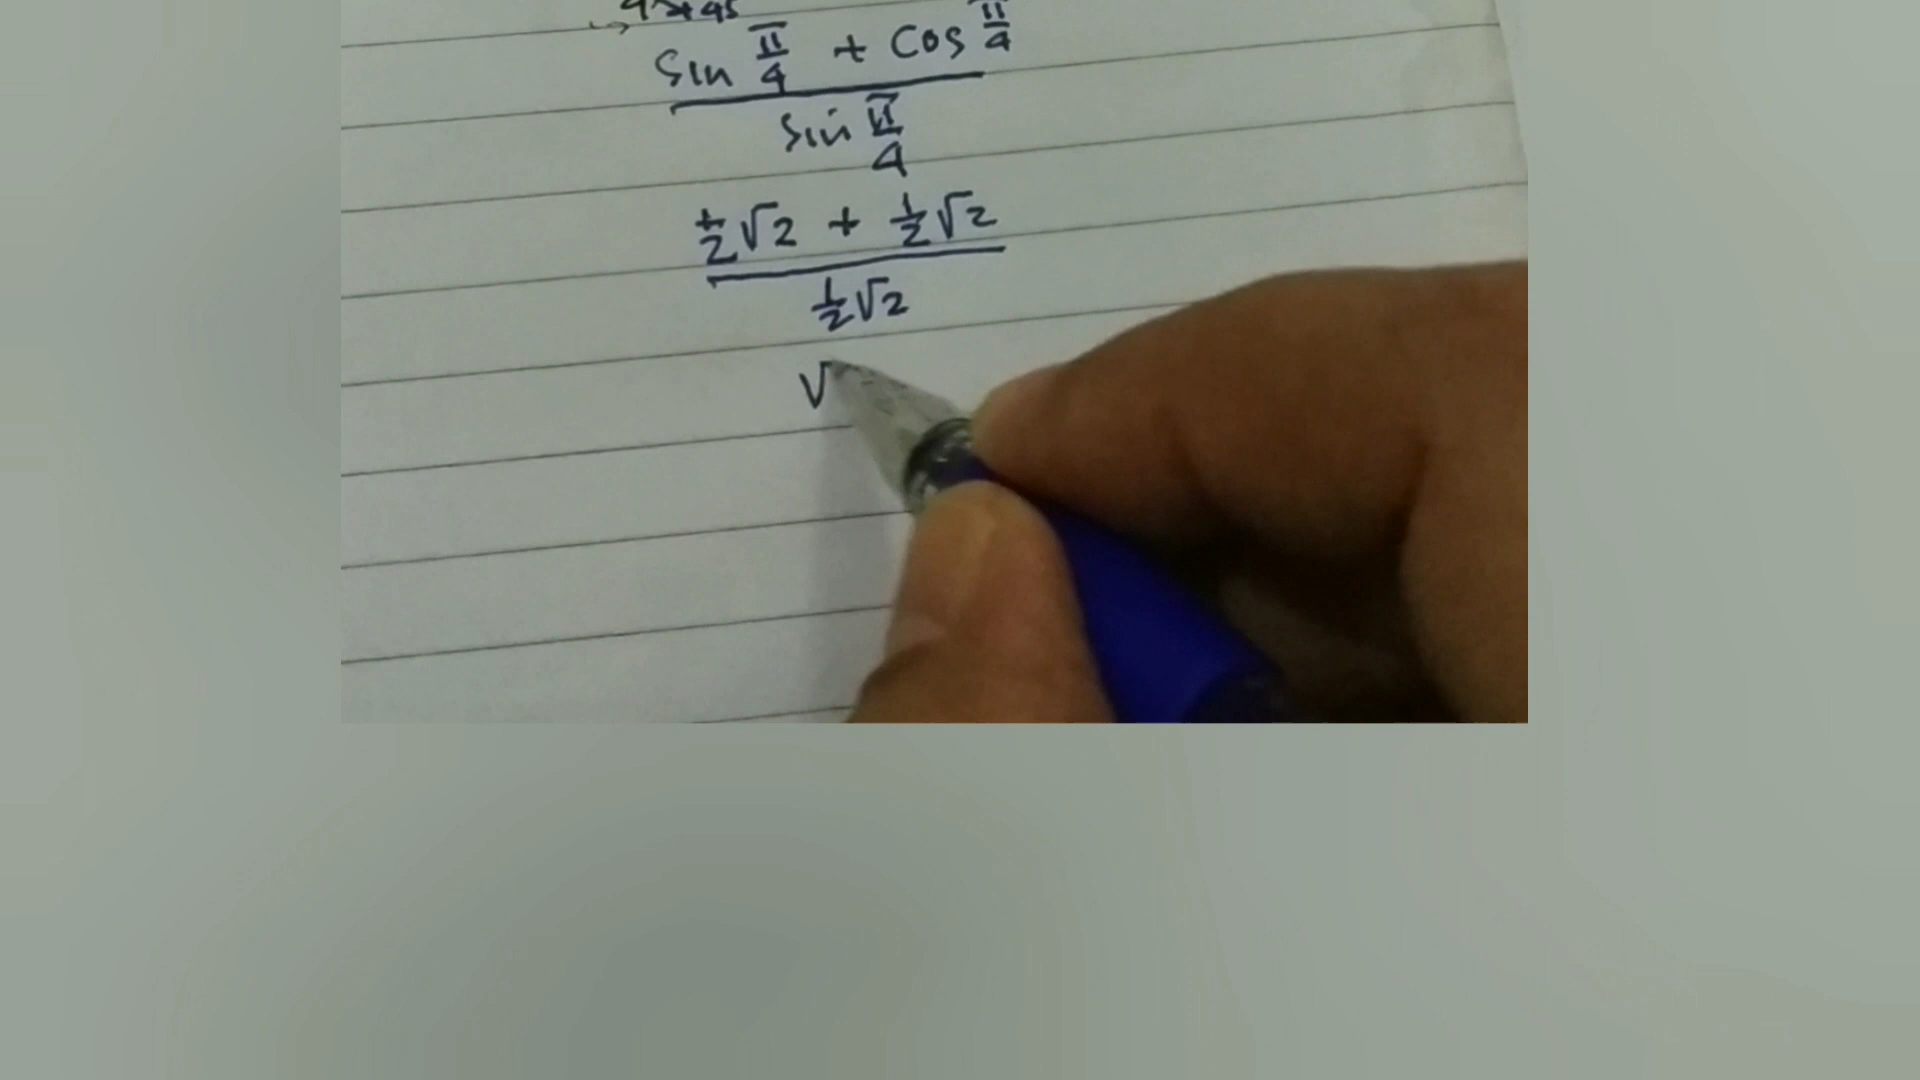 sin π/4 + cos π/4
sin π/4
1/2 √2 + 1/2 √2
1/2 √2
√